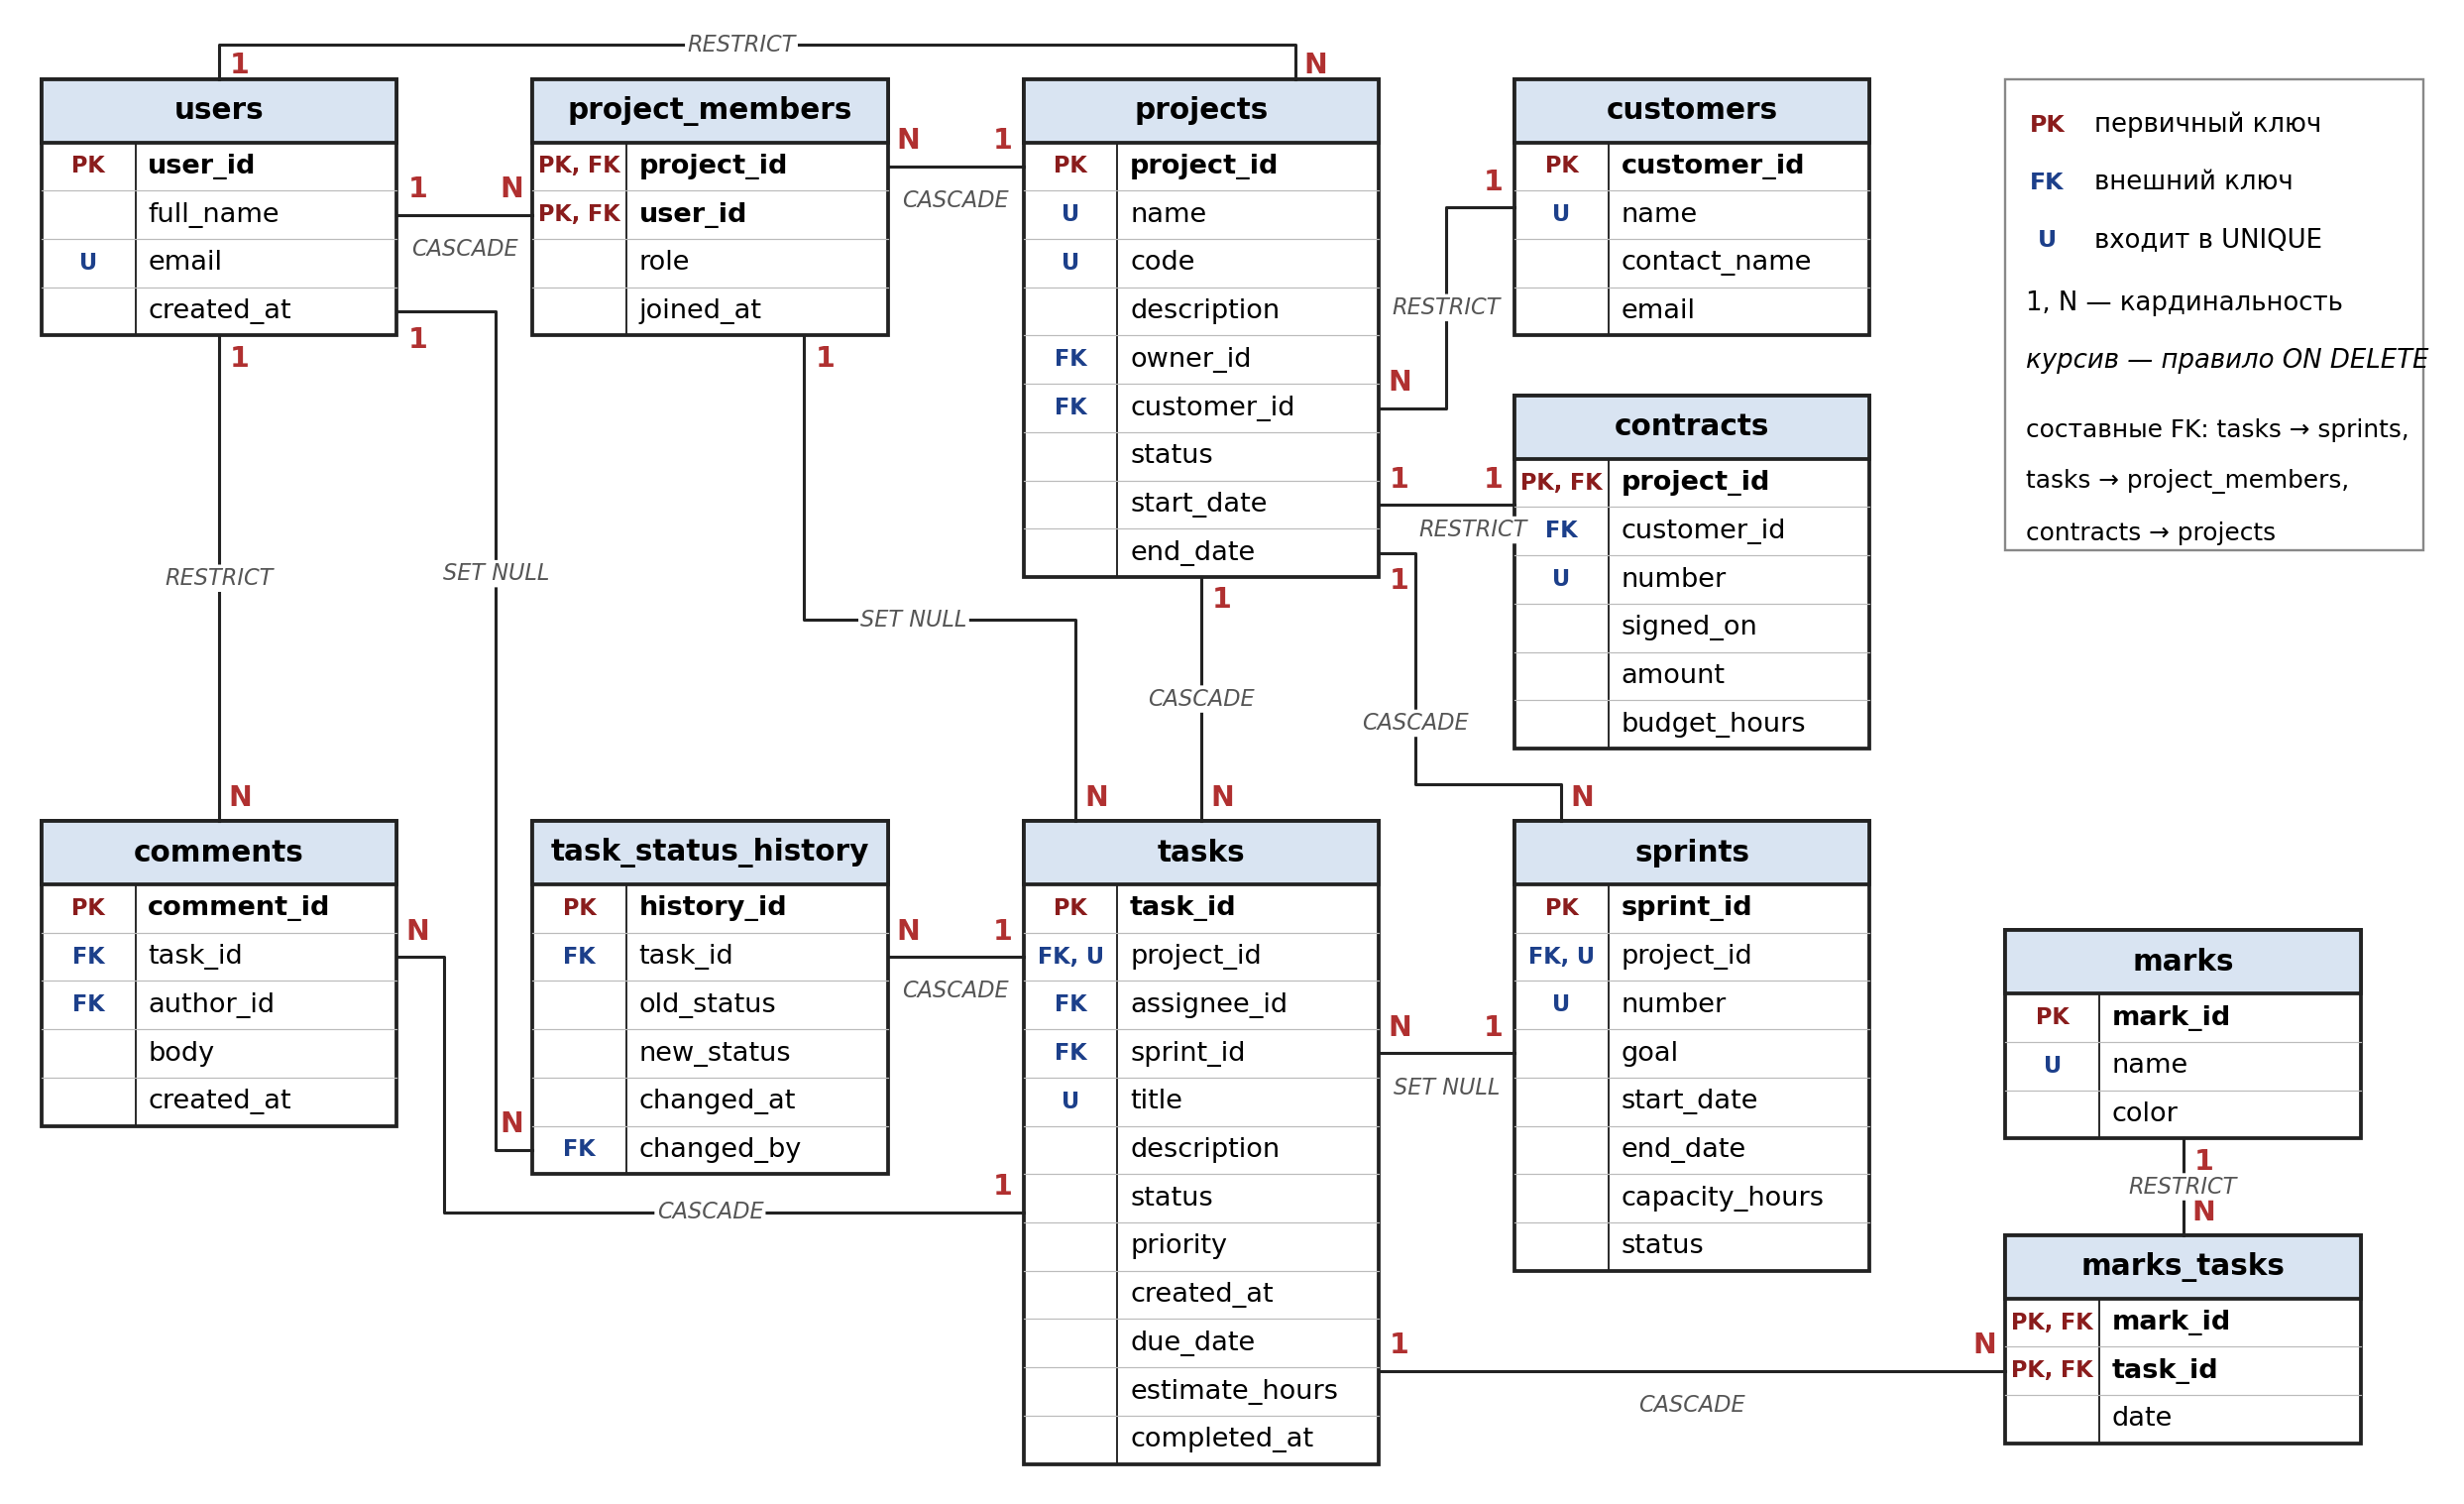 RESTRICT
1
N
users
PK user_id
full_name
U email
created_at
1
N
CASCADE
1
1
project_members
PK, FK project_id
PK, FK user_id
role
joined_at
N
1
CASCADE
1
projects
PK project_id
U name
U code
description
FK owner_id
FK customer_id
status
start_date
end_date
customers
PK customer_id
U name
contact_name
email
1
RESTRICT
N
contracts
PK, FK project_id
FK customer_id
U number
signed_on
amount
budget_hours
1
1
RESTRICT
1
PK первичный ключ
FK внешний ключ
U входит в UNIQUE
1, N — кардинальность
курсив — правило ON DELETE
составные FK: tasks → sprints,
tasks → project_members,
contracts → projects
RESTRICT
SET NULL
SET NULL
1
CASCADE
CASCADE
N
N
N
N
comments
PK comment_id
FK task_id
FK author_id
body
created_at
N
task_status_history
PK history_id
FK task_id
old_status
new_status
changed_at
FK changed_by
N
N
1
CASCADE
1
CASCADE
tasks
PK task_id
FK, U project_id
FK assignee_id
FK sprint_id
U title
description
status
priority
created_at
due_date
estimate_hours
completed_at
N
1
SET NULL
sprints
PK sprint_id
FK, U project_id
U number
goal
start_date
end_date
capacity_hours
status
marks
PK mark_id
U name
color
1
RESTRICT
N
marks_tasks
PK, FK mark_id
PK, FK task_id
date
1
N
CASCADE